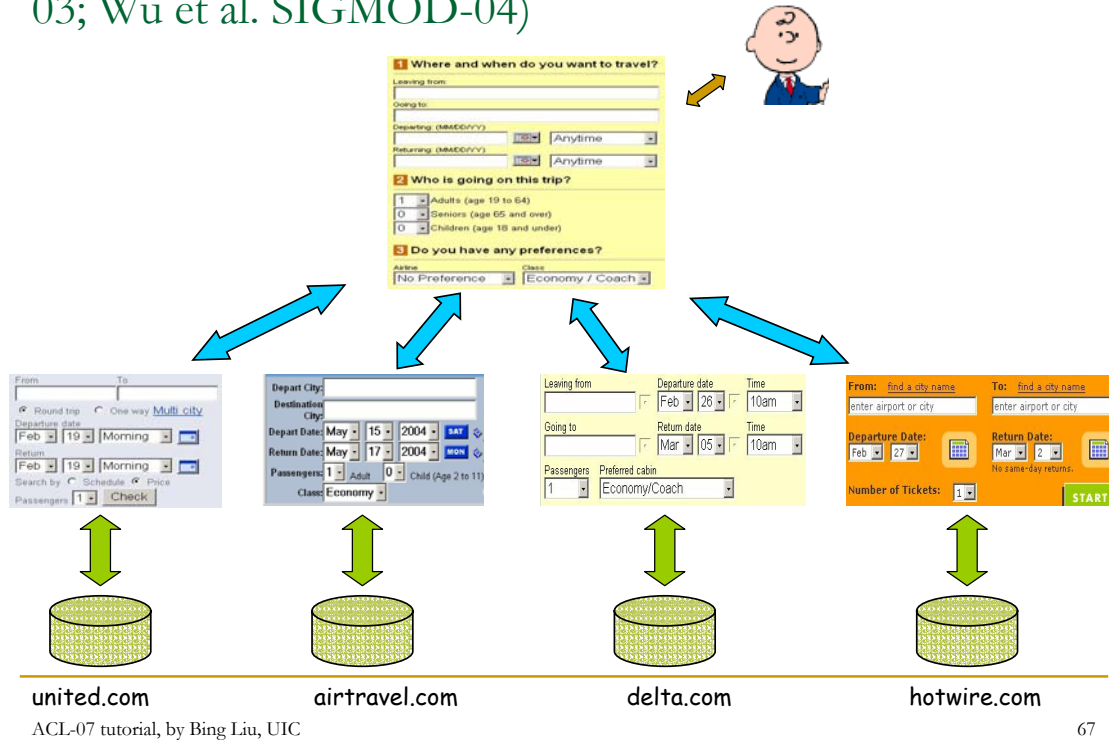 03; Wu et al. SIGMOD-04)
1 Where and when do you want to travel?
Leaving from:
Going to:
Departing: (MM/DD/YY)
Anytime
Returning: (MM/DD/YY)
Anytime
2 Who is going on this trip?
1 Adults (age 19 to 64)
0 Seniors (age 65 and over)
0 Children (age 18 and under)
3 Do you have any preferences?
Airline Class
No Preference Economy / Coach
From To
Round trip One way Multi city
Departure date
Feb 19 Morning
Return
Feb 19 Morning
Search by Schedule Price
Passengers 1 Check
Depart City:
Destination
City:
Depart Date: May 15 2004 SAT
Return Date: May 17 2004 MON
Passengers: 1 Adult 0 Child (Age 2 to 11)
Class: Economy
Leaving from Departure date Time
Feb 26 10am
Going to Return date Time
Mar 05 10am
Passengers Preferred cabin
1 Economy/Coach
From: find a city name To: find a city name
enter airport or city enter airport or city
Departure Date: Return Date:
Feb 27 Mar 2
No same-day returns.
Number of Tickets: 1 START
united.com airtravel.com delta.com hotwire.com
ACL-07 tutorial, by Bing Liu, UIC 67